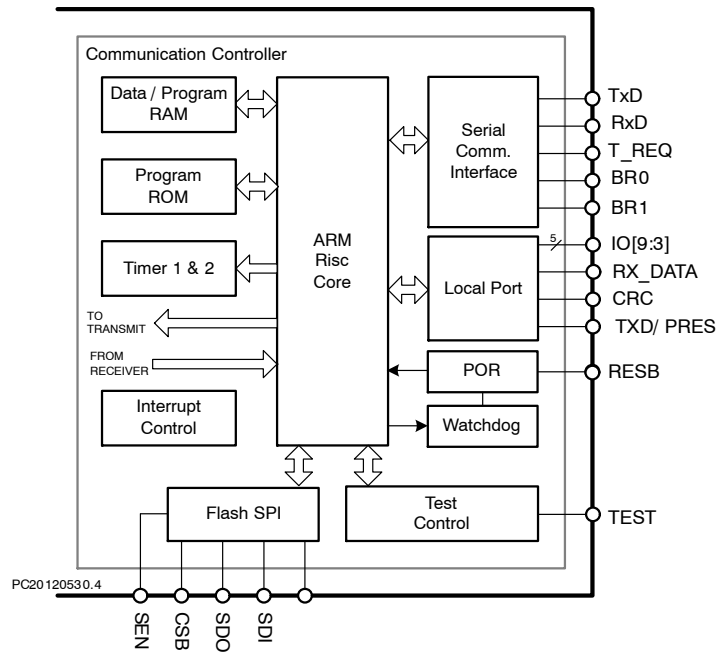 Communication Controller
Data / Program
RAM
Program
ROM
Timer 1 & 2
TO
TRANSMIT
FROM
RECEIVER
Interrupt
Control
ARM
Risc
Core
Serial
Comm.
Interface
Local Port
POR
Watchdog
Flash SPI
Test
Control
TxD
RxD
T_REQ
BR0
BR1
5
IO[9:3]
RX_DATA
CRC
TXD/ PRES
RESB
TEST
PC20120530.4
SEN
CSB
SDO
SDI